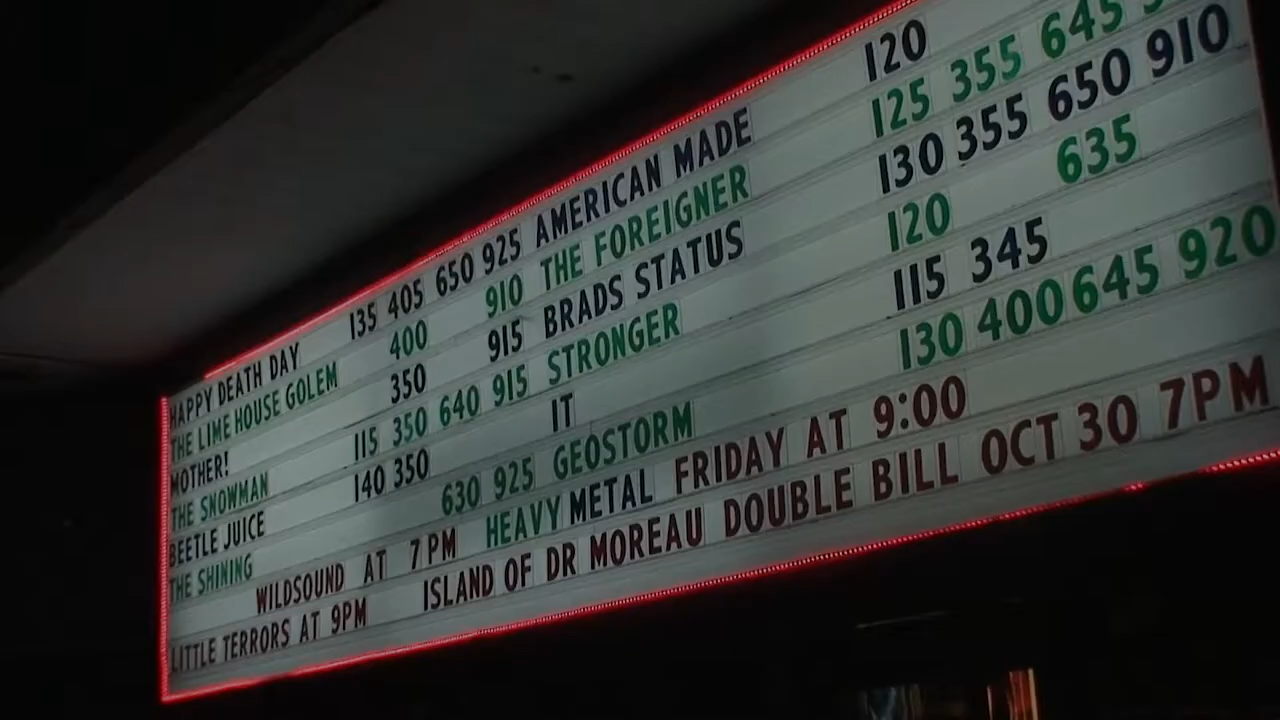 HAPPY DEATH DAY 135 405 650 925 AMERICAN MADE 120
THE LIME HOUSE GOLEM 400 910 THE FOREIGNER 125 355 645
MOTHER! 350 915 BRADS STATUS 130 355 650 910
THE SNOWMAN 115 350 640 915 STRONGER 120 635
BEETLE JUICE 140 350 IT 115 345
THE SHINING 630 925 GEOSTORM 130 400 645 920
WILDSOUND AT 7PM HEAVY METAL FRIDAY AT 9:00
LITTLE TERRORS AT 9PM ISLAND OF DR MOREAU DOUBLE BILL OCT 30 7PM